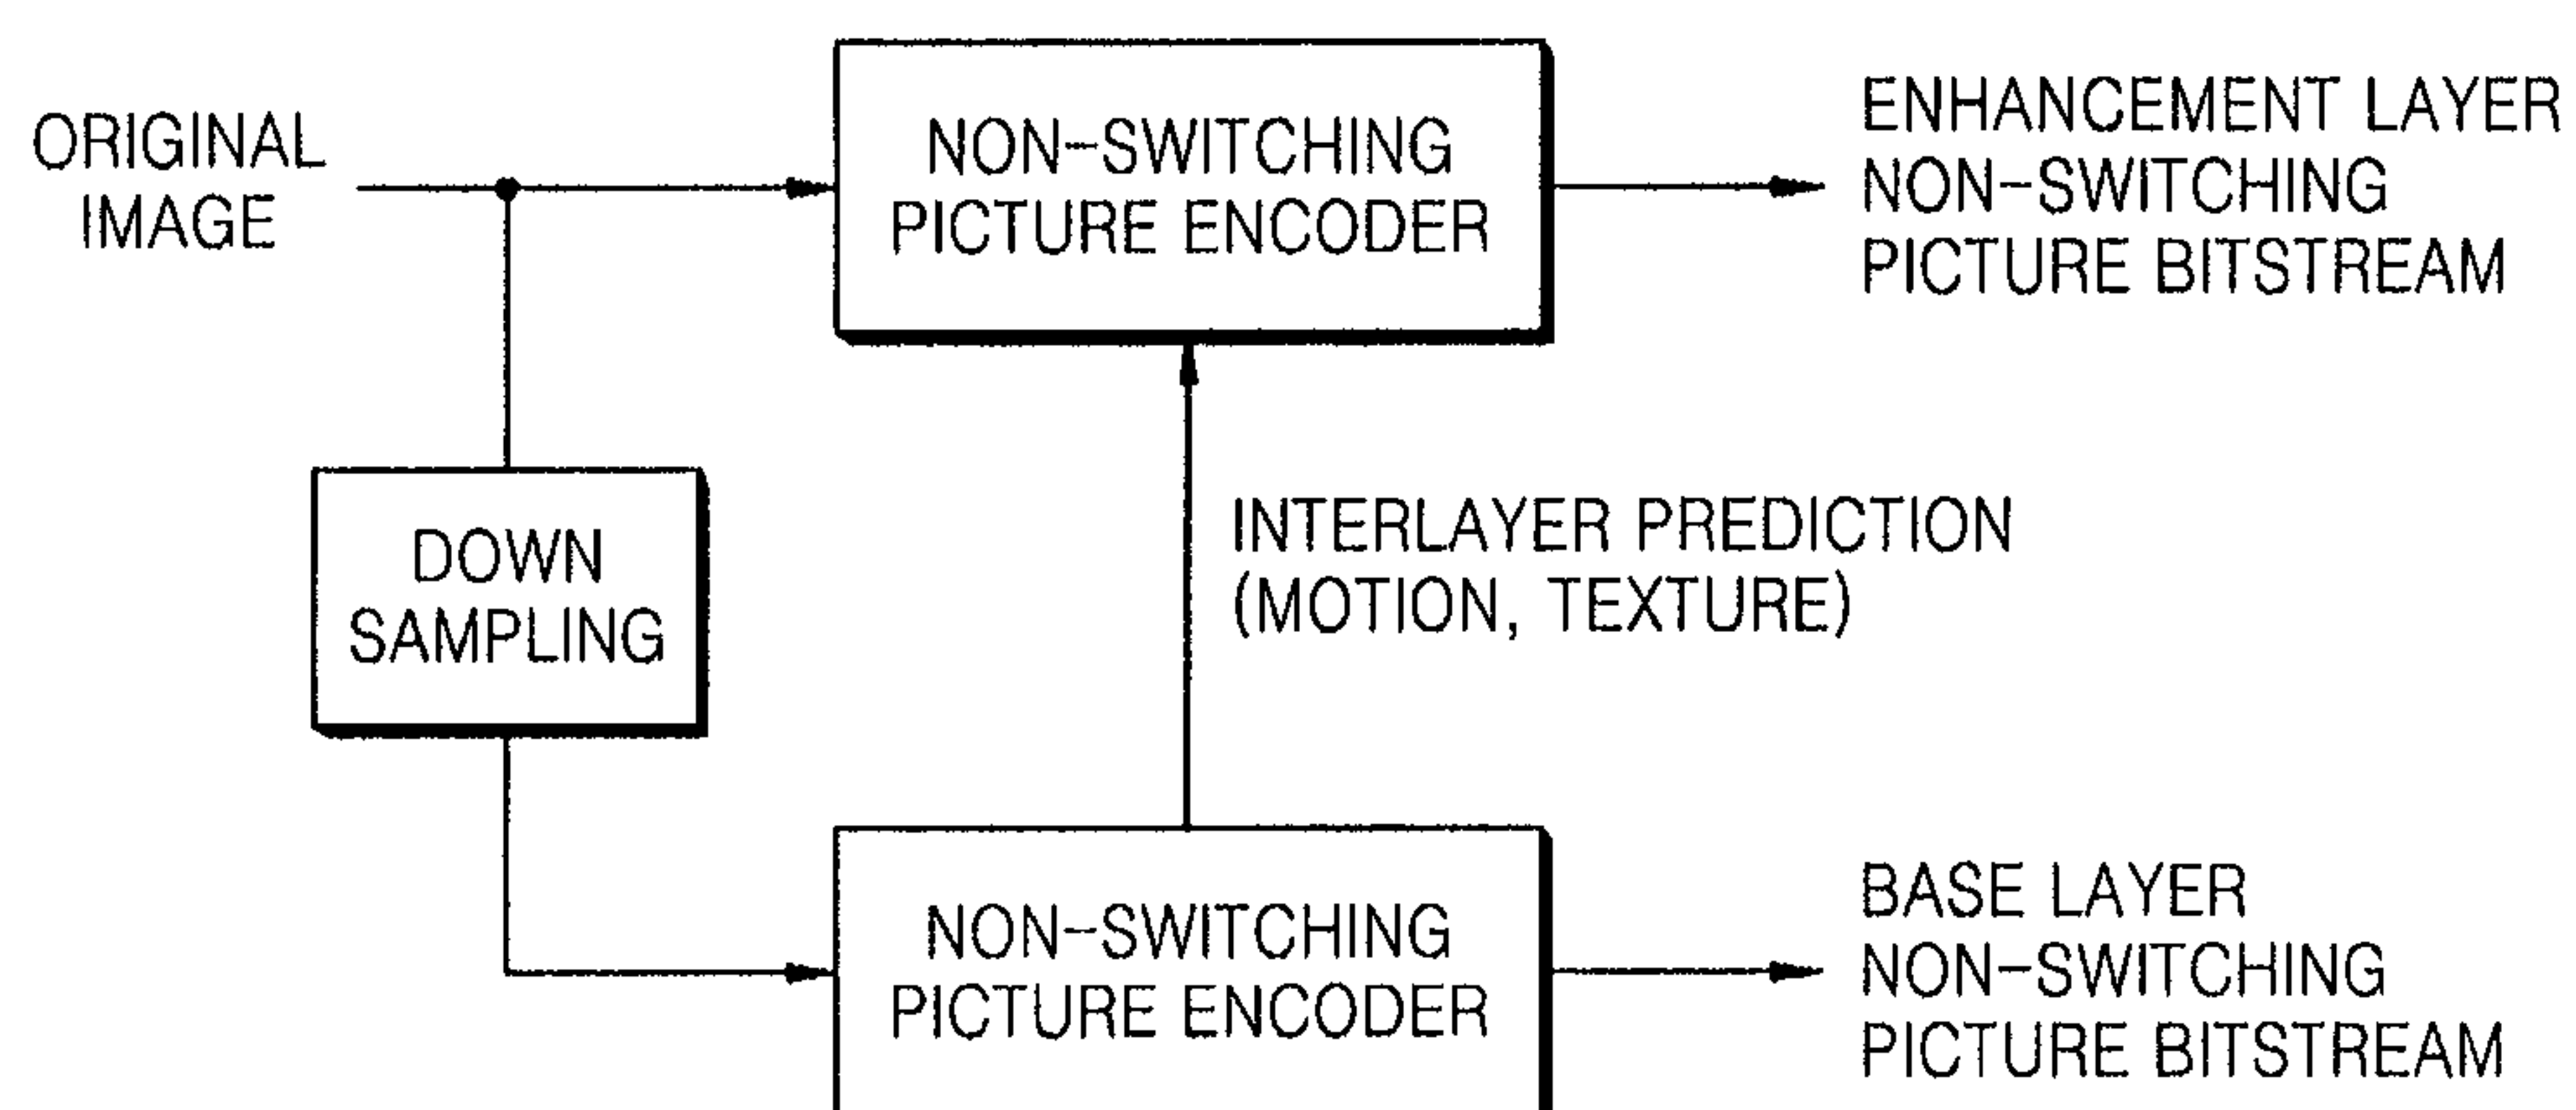 ORIGINAL
IMAGE
NON-SWITCHING
PICTURE ENCODER
ENHANCEMENT LAYER
NON-SWITCHING
PICTURE BITSTREAM
DOWN
SAMPLING
INTERLAYER PREDICTION
(MOTION, TEXTURE)
NON-SWITCHING
PICTURE ENCODER
BASE LAYER
NON-SWITCHING
PICTURE BITSTREAM